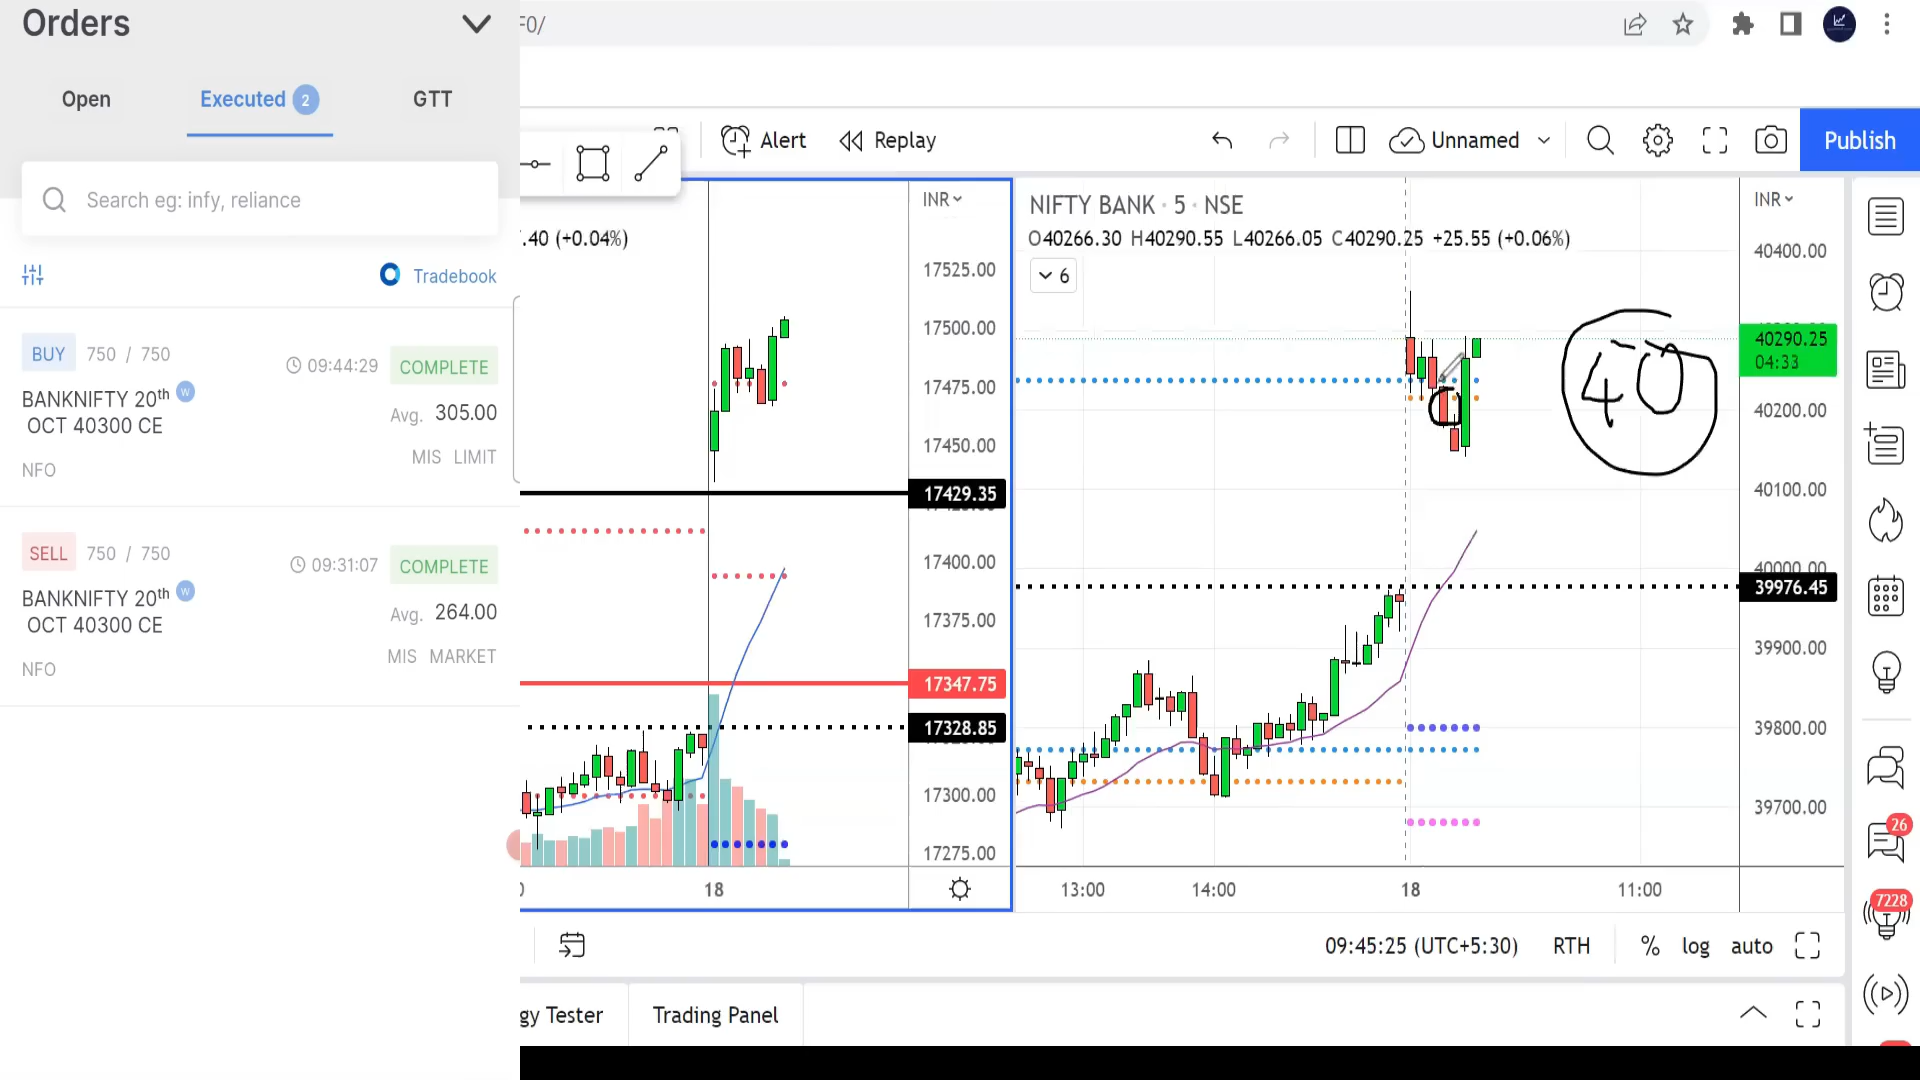 Orders
F0/
Open
Executed 2
GTT
Search eg: infy, reliance
Tradebook
BUY 750 / 750
09:44:29 COMPLETE
BANKNIFTY 20th w
OCT 40300 CE
Avg. 305.00
NFO
MIS LIMIT
SELL 750 / 750
09:31:07 COMPLETE
BANKNIFTY 20th w
OCT 40300 CE
Avg. 264.00
NFO
MIS MARKET
Alert
Replay
Unnamed
Publish
.40 (+0.04%)
INR
17525.00
17500.00
17475.00
17450.00
17429.35
17400.00
17375.00
17347.75
17328.85
17300.00
17275.00
18
NIFTY BANK · 5 · NSE
O40266.30 H40290.55 L40266.05 C40290.25 +25.55 (+0.06%)
6
INR
40400.00
40290.25
04:33
40200.00
40100.00
40000.00
39976.45
39900.00
39800.00
39700.00
40
13:00
14:00
18
11:00
09:45:25 (UTC+5:30)
RTH
%
log
auto
gy Tester
Trading Panel
26
7228